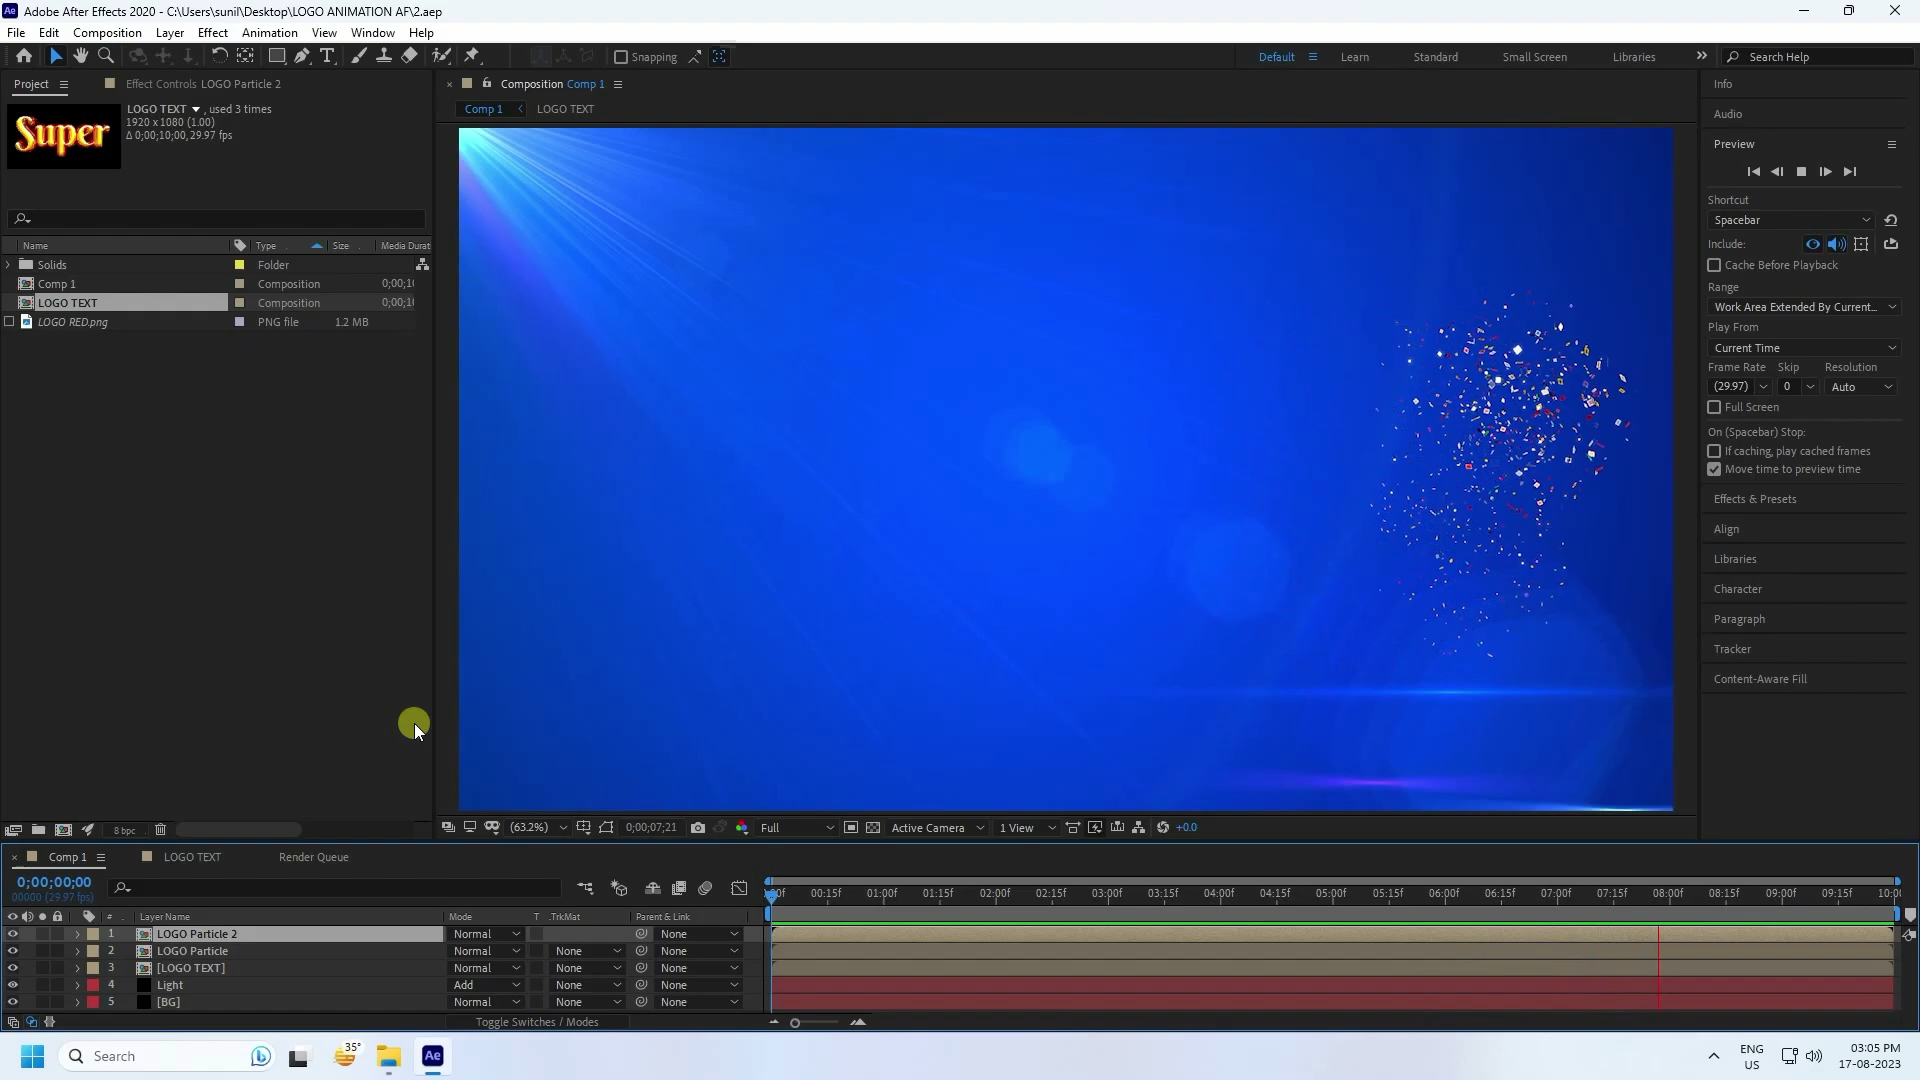 Adobe After Effects 2020 - C:\Users\sunil\Desktop\LOGO ANIMATION AF\2.aep
File Edit Composition Layer Effect Animation View Window Help
Snapping
Default Learn Standard Small Screen Libraries Search Help
Project Effect Controls LOGO Particle 2
Super
LOGO TEXT , used 3 times
1920 x 1080 (1.00)
Δ 0;00;10;00, 29.97 fps
Composition Comp 1
Comp 1 LOGO TEXT
Name Type Size Media Durat
Solids Folder
Comp 1 Composition 0;00;10
LOGO TEXT Composition 0;00;10
LOGO RED.png PNG file 1.2 MB
8 bpc
(63.2%) 0;00;07;21 Full Active Camera 1 View +0.0
Info
Audio
Preview
Shortcut
Spacebar
Include:
Cache Before Playback
Range
Work Area Extended By Current...
Play From
Current Time
Frame Rate Skip Resolution
(29.97) 0 Auto
Full Screen
On (Spacebar) Stop:
If caching, play cached frames
Move time to preview time
Effects & Presets
Align
Libraries
Character
Paragraph
Tracker
Content-Aware Fill
Comp 1 LOGO TEXT Render Queue
0;00;00;00
00000 (29.97 fps)
00f 00:15f 01:00f 01:15f 02:00f 02:15f 03:00f 03:15f 04:00f 04:15f 05:00f 05:15f 06:00f 06:15f 07:00f 07:15f 08:00f 08:15f 09:00f 09:15f 10:00
# Layer Name Mode T .TrkMat Parent & Link
1 LOGO Particle 2 Normal None
2 LOGO Particle Normal None None
3 [LOGO TEXT] Normal None None
4 Light Add None None
5 [BG] Normal None None
Toggle Switches / Modes
Search 35° Ae ENG US 03:05 PM 17-08-2023